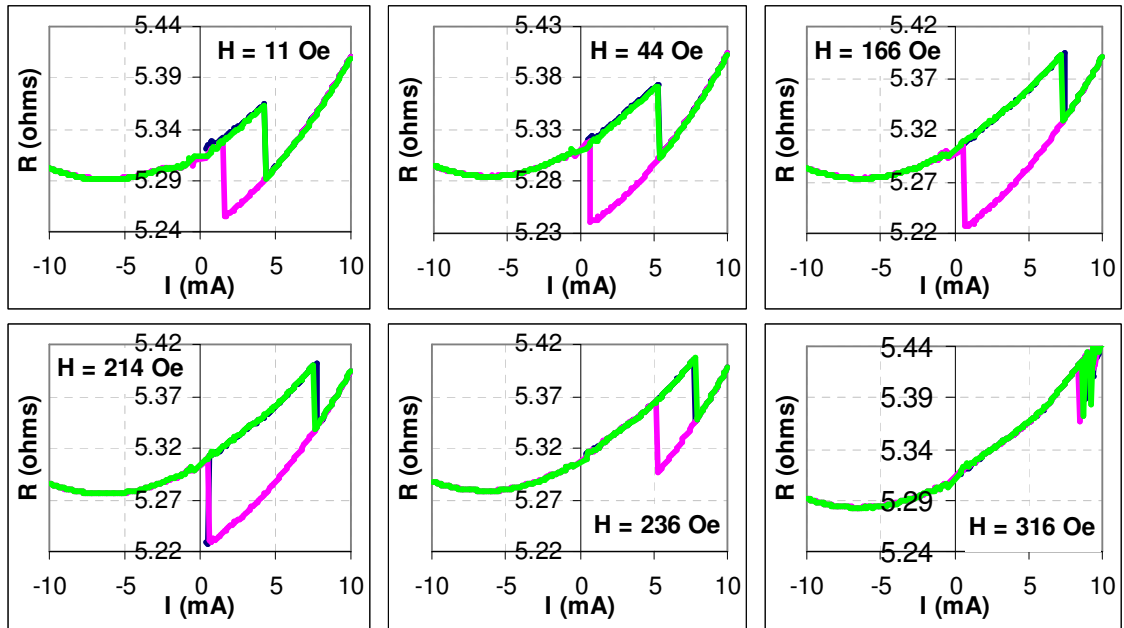 5.44
5.39
5.34
5.29
5.24
R (ohms)
H = 11 Oe
-10 -5 0 5 10
I (mA)
5.43
5.38
5.33
5.28
5.23
R (ohms)
H = 44 Oe
-10 -5 0 5 10
I (mA)
5.42
5.37
5.32
5.27
5.22
R (ohms)
H = 166 Oe
-10 -5 0 5 10
I (mA)
5.42
5.37
5.32
5.27
5.22
R (ohms)
H = 214 Oe
-10 -5 0 5 10
I (mA)
5.42
5.37
5.32
5.27
5.22
R (ohms)
H = 236 Oe
-10 -5 0 5 10
I (mA)
5.44
5.39
5.34
5.29
5.24
R (ohms)
H = 316 Oe
-10 -5 0 5 10
I (mA)